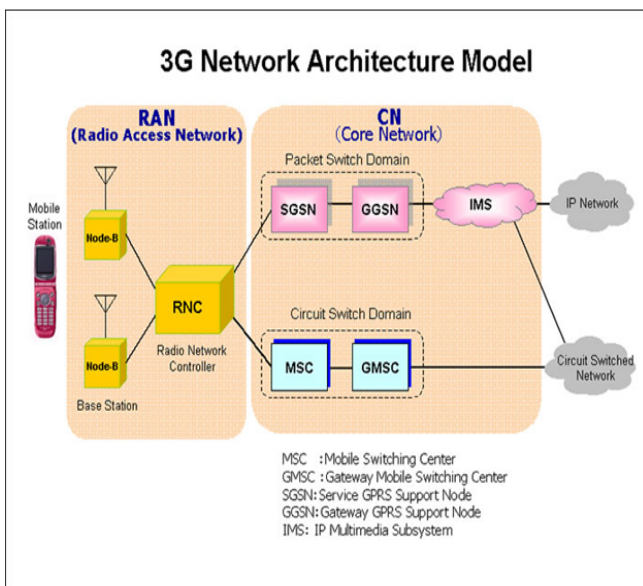 3G Network Architecture Model
RAN
(Radio Access Network)
CN
(Core Network)
Packet Switch Domain
Mobile
Station
Node-B
SGSN
GGSN
IMS
IP Network
RNC
Radio Network
Controller
Circuit Switch Domain
Node-B
Base Station
MSC
GMSC
Circuit Switched
Network
MSC :Mobile Switching Center
GMSC :Gateway Mobile Switching Center
SGSN: Service GPRS Support Node
GGSN: Gateway GPRS Support Node
IMS: IP Multimedia Subsystem